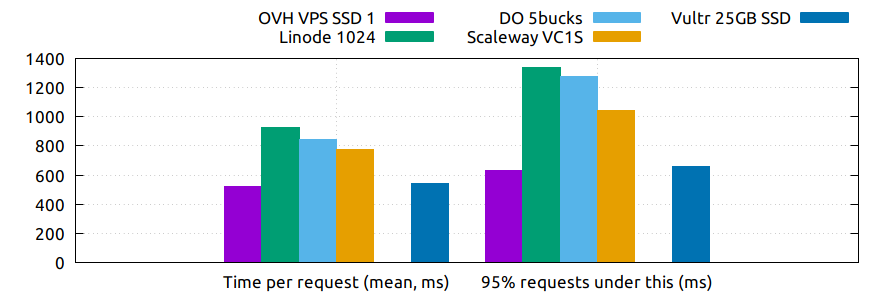 OVH VPS SSD 1
DO 5bucks
Vultr 25GB SSD
Linode 1024
Scaleway VC1S
1400
1200
1000
800
600
400
200
0
Time per request (mean, ms)
95% requests under this (ms)